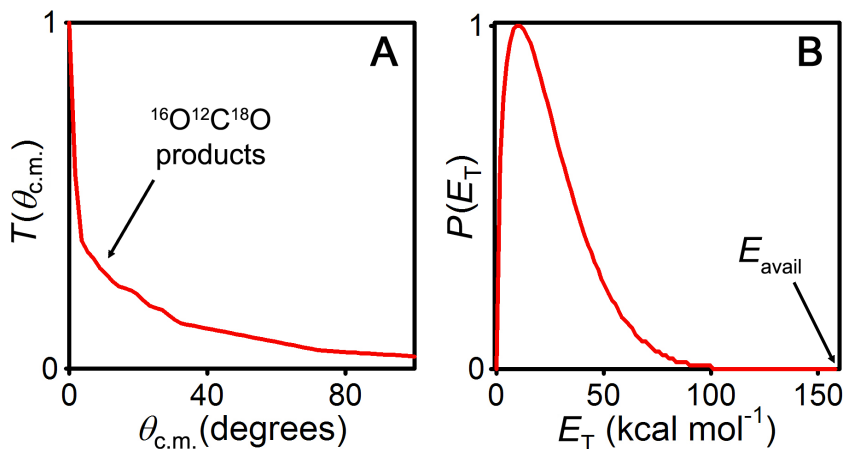 A
1
T(θc.m.)
¹⁶O¹²C¹⁸O
products
0
0 40 80
θc.m.(degrees)
B
1
P(ET)
Eavail
0
0 50 100 150
ET (kcal mol⁻¹)